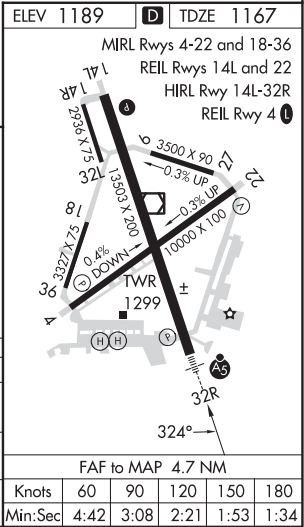 ELEV 1189 D TDZE 1167
MIRL Rwys 4-22 and 18-36
REIL Rwys 14L and 22
HIRL Rwy 14L-32R
REIL Rwy 4 L
14L
14R
P
2936 X 75
32L
13503 X 200
9
3500 X 90
27
0.3% UP
22
0.3% UP
10000 X 100
V
18
3327 X 75
36
0.4%
DOWN
P
4
TWR
1299
±
H H
P
A5
32R
324°
FAF to MAP 4.7 NM
Knots 60 90 120 150 180
Min:Sec 4:42 3:08 2:21 1:53 1:34